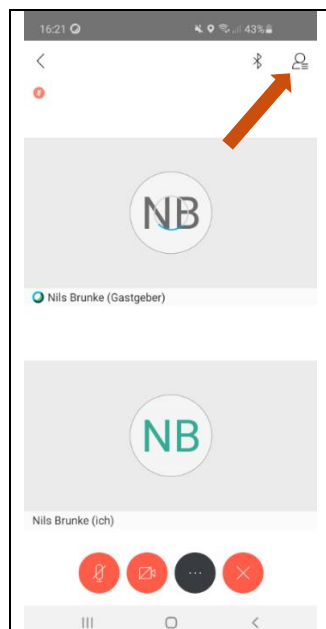 16:21 43%
NB
Nils Brunke (Gastgeber)
NB
Nils Brunke (ich)